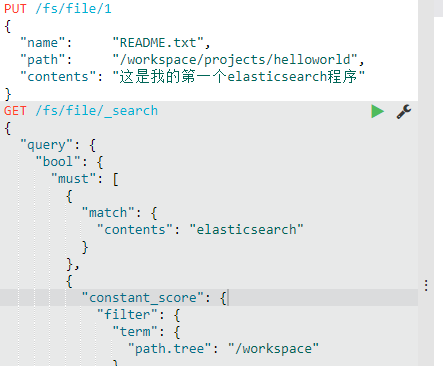 PUT /fs/file/1
{
  "name":     "README.txt",
  "path":     "/workspace/projects/helloworld",
  "contents": "这是我的第一个elasticsearch程序"
}
GET /fs/file/_search
{
  "query": {
    "bool": {
      "must": [
        {
          "match": {
            "contents": "elasticsearch"
          }
        },
        {
          "constant_score": {
            "filter": {
              "term": {
                "path.tree": "/workspace"
              }